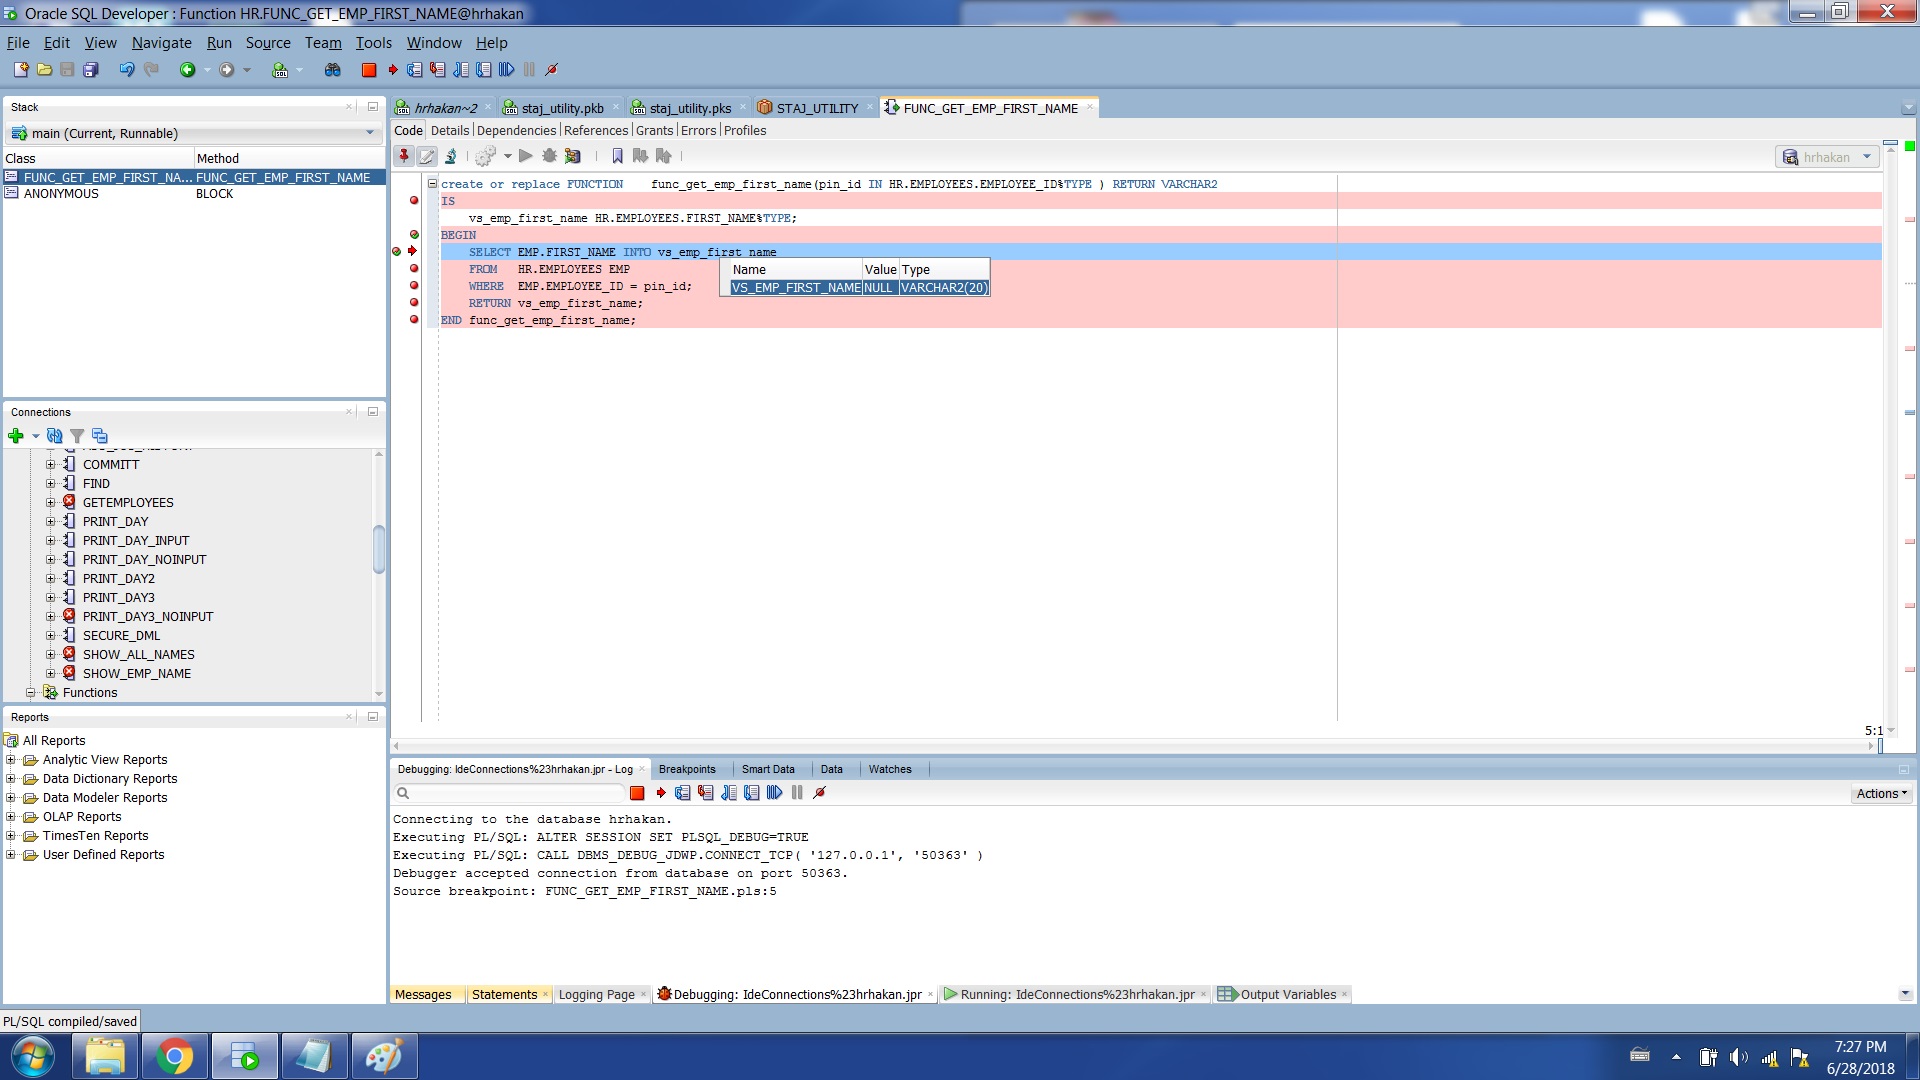 Oracle SQL Developer : Function HR.FUNC_GET_EMP_FIRST_NAME@hrhakan
File Edit View Navigate Run Source Team Tools Window Help
Stack
main (Current, Runnable)
Class Method
FUNC_GET_EMP_FIRST_NA... FUNC_GET_EMP_FIRST_NAME
ANONYMOUS BLOCK
Connections
COMMITT
FIND
GETEMPLOYEES
PRINT_DAY
PRINT_DAY_INPUT
PRINT_DAY_NOINPUT
PRINT_DAY2
PRINT_DAY3
PRINT_DAY3_NOINPUT
SECURE_DML
SHOW_ALL_NAMES
SHOW_EMP_NAME
Functions
Reports
All Reports
Analytic View Reports
Data Dictionary Reports
Data Modeler Reports
OLAP Reports
TimesTen Reports
User Defined Reports
hrhakan~2 staj_utility.pkb staj_utility.pks STAJ_UTILITY FUNC_GET_EMP_FIRST_NAME
Code Details Dependencies References Grants Errors Profiles
hrhakan
create or replace FUNCTION func_get_emp_first_name(pin_id IN HR.EMPLOYEES.EMPLOYEE_ID%TYPE ) RETURN VARCHAR2
IS
vs_emp_first_name HR.EMPLOYEES.FIRST_NAME%TYPE;
BEGIN
SELECT EMP.FIRST_NAME INTO vs_emp_first_name
FROM HR.EMPLOYEES EMP
WHERE EMP.EMPLOYEE_ID = pin_id;
RETURN vs_emp_first_name;
END func_get_emp_first_name;
Name Value Type
VS_EMP_FIRST_NAME NULL VARCHAR2(20)
5:1
Debugging: IdeConnections%23hrhakan.jpr - Log Breakpoints Smart Data Data Watches
Actions
Connecting to the database hrhakan.
Executing PL/SQL: ALTER SESSION SET PLSQL_DEBUG=TRUE
Executing PL/SQL: CALL DBMS_DEBUG_JDWP.CONNECT_TCP( '127.0.0.1', '50363' )
Debugger accepted connection from database on port 50363.
Source breakpoint: FUNC_GET_EMP_FIRST_NAME.pls:5
Messages Statements Logging Page Debugging: IdeConnections%23hrhakan.jpr Running: IdeConnections%23hrhakan.jpr Output Variables
PL/SQL compiled/saved
7:27 PM
6/28/2018